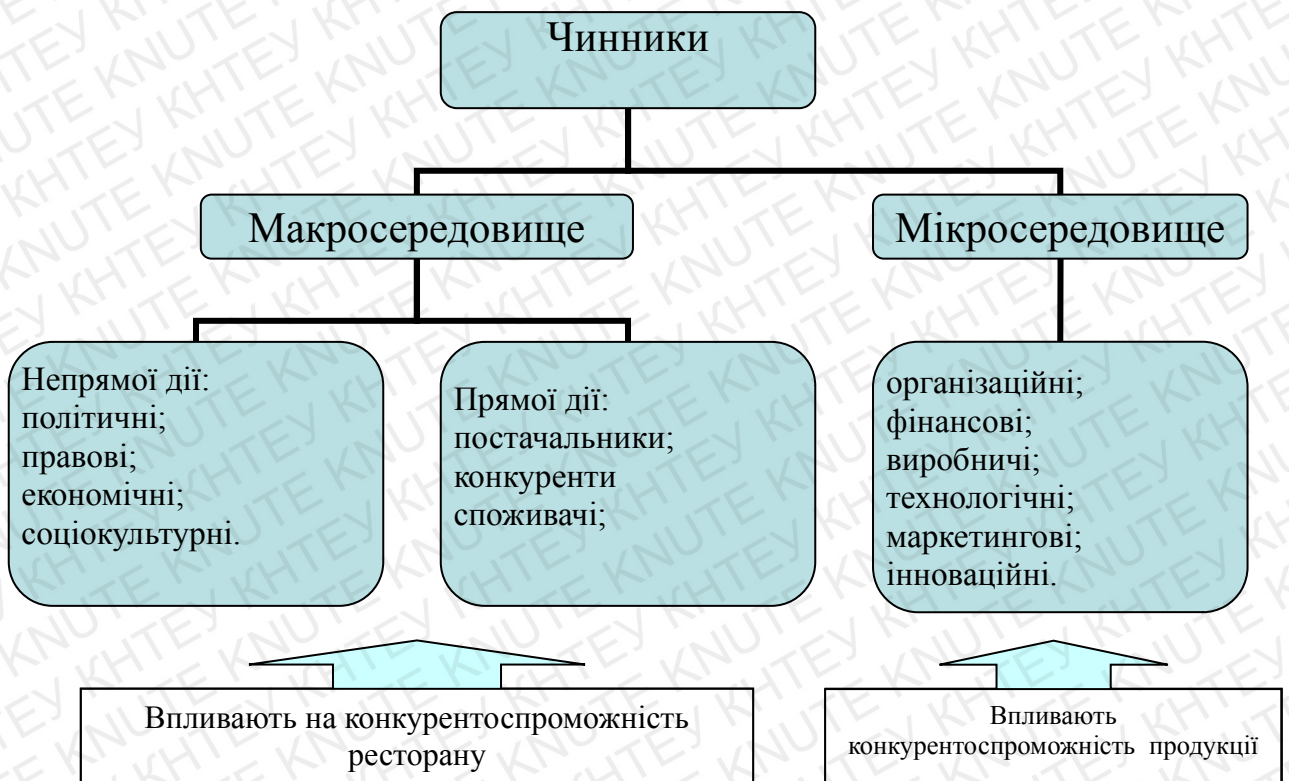 Чинники
Макросередовище
Мікросередовище
Непрямої дії:
політичні;
правові;
економічні;
соціокультурні.
Прямої дії:
постачальники;
конкуренти
споживачі;
організаційні;
фінансові;
виробничі;
технологічні;
маркетингові;
інноваційні.
Впливають на конкурентоспроможність
ресторану
Впливають
конкурентоспроможність продукції